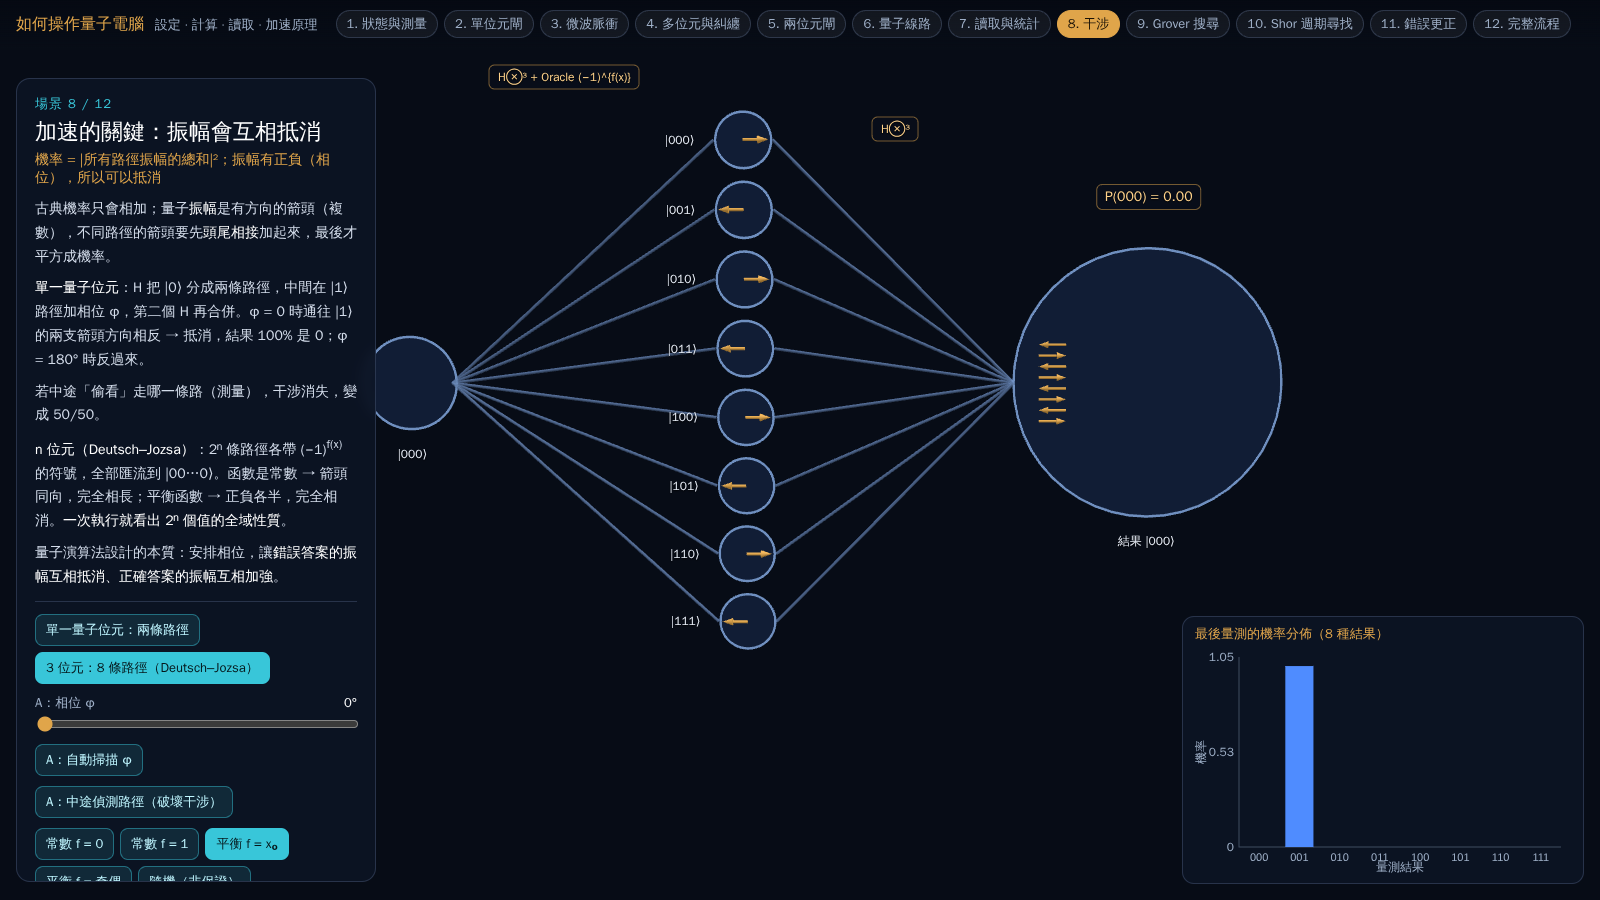 如何操作量子電腦 設定 · 計算 · 讀取 · 加速原理 1. 狀態與測量 2. 單位元閘 3. 微波脈衝 4. 多位元與糾纏 5. 兩位元閘 6. 量子線路 7. 讀取與統計 8. 干涉 9. Grover 搜尋 10. Shor 週期尋找 11. 錯誤更正 12. 完整流程
場景 8 / 12
加速的關鍵：振幅會互相抵消
機率 = |所有路徑振幅的總和|²；振幅有正負（相
位），所以可以抵消
古典機率只會相加；量子振幅是有方向的箭頭（複
數），不同路徑的箭頭要先頭尾相接加起來，最後才
平方成機率。
單一量子位元：H 把 |0⟩ 分成兩條路徑，中間在 |1⟩
路徑加相位 φ，第二個 H 再合併。φ = 0 時通往 |1⟩
的兩支箭頭方向相反 → 抵消，結果 100% 是 0；φ
= 180° 時反過來。
若中途「偷看」走哪一條路（測量），干涉消失，變
成 50/50。
n 位元（Deutsch–Jozsa）：2ⁿ 條路徑各帶 (−1)^f(x)
的符號，全部匯流到 |00⋯0⟩。函數是常數 → 箭頭
同向，完全相長；平衡函數 → 正負各半，完全相
消。一次執行就看出 2ⁿ 個值的全域性質。
量子演算法設計的本質：安排相位，讓錯誤答案的振
幅互相抵消、正確答案的振幅互相加強。
單一量子位元：兩條路徑
3 位元：8 條路徑（Deutsch–Jozsa）
A：相位 φ 0°
A：自動掃描 φ
A：中途偵測路徑（破壞干涉）
常數 f = 0 常數 f = 1 平衡 f = x₀
平衡 f = 奇偶 隨機（非保證）
H⊗³ + Oracle (−1)^{f(x)}
H⊗³
|000⟩
|000⟩
|001⟩
|010⟩
|011⟩
|100⟩
|101⟩
|110⟩
|111⟩
P(000) = 0.00
結果 |000⟩
最後量測的機率分佈（8 種結果）
1.05
0.53
0
機率
000 001 010 011 100 101 110 111
量測結果